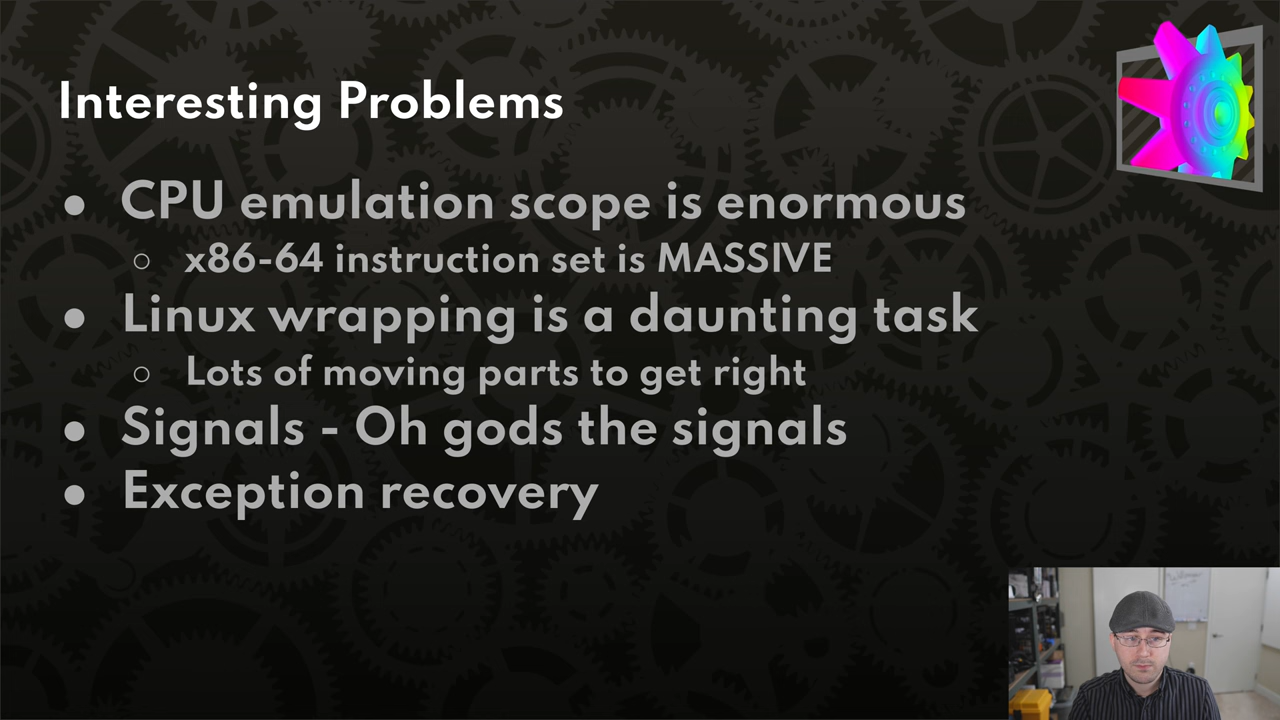 Interesting Problems
● CPU emulation scope is enormous
○ x86-64 instruction set is MASSIVE
● Linux wrapping is a daunting task
○ Lots of moving parts to get right
● Signals - Oh gods the signals
● Exception recovery